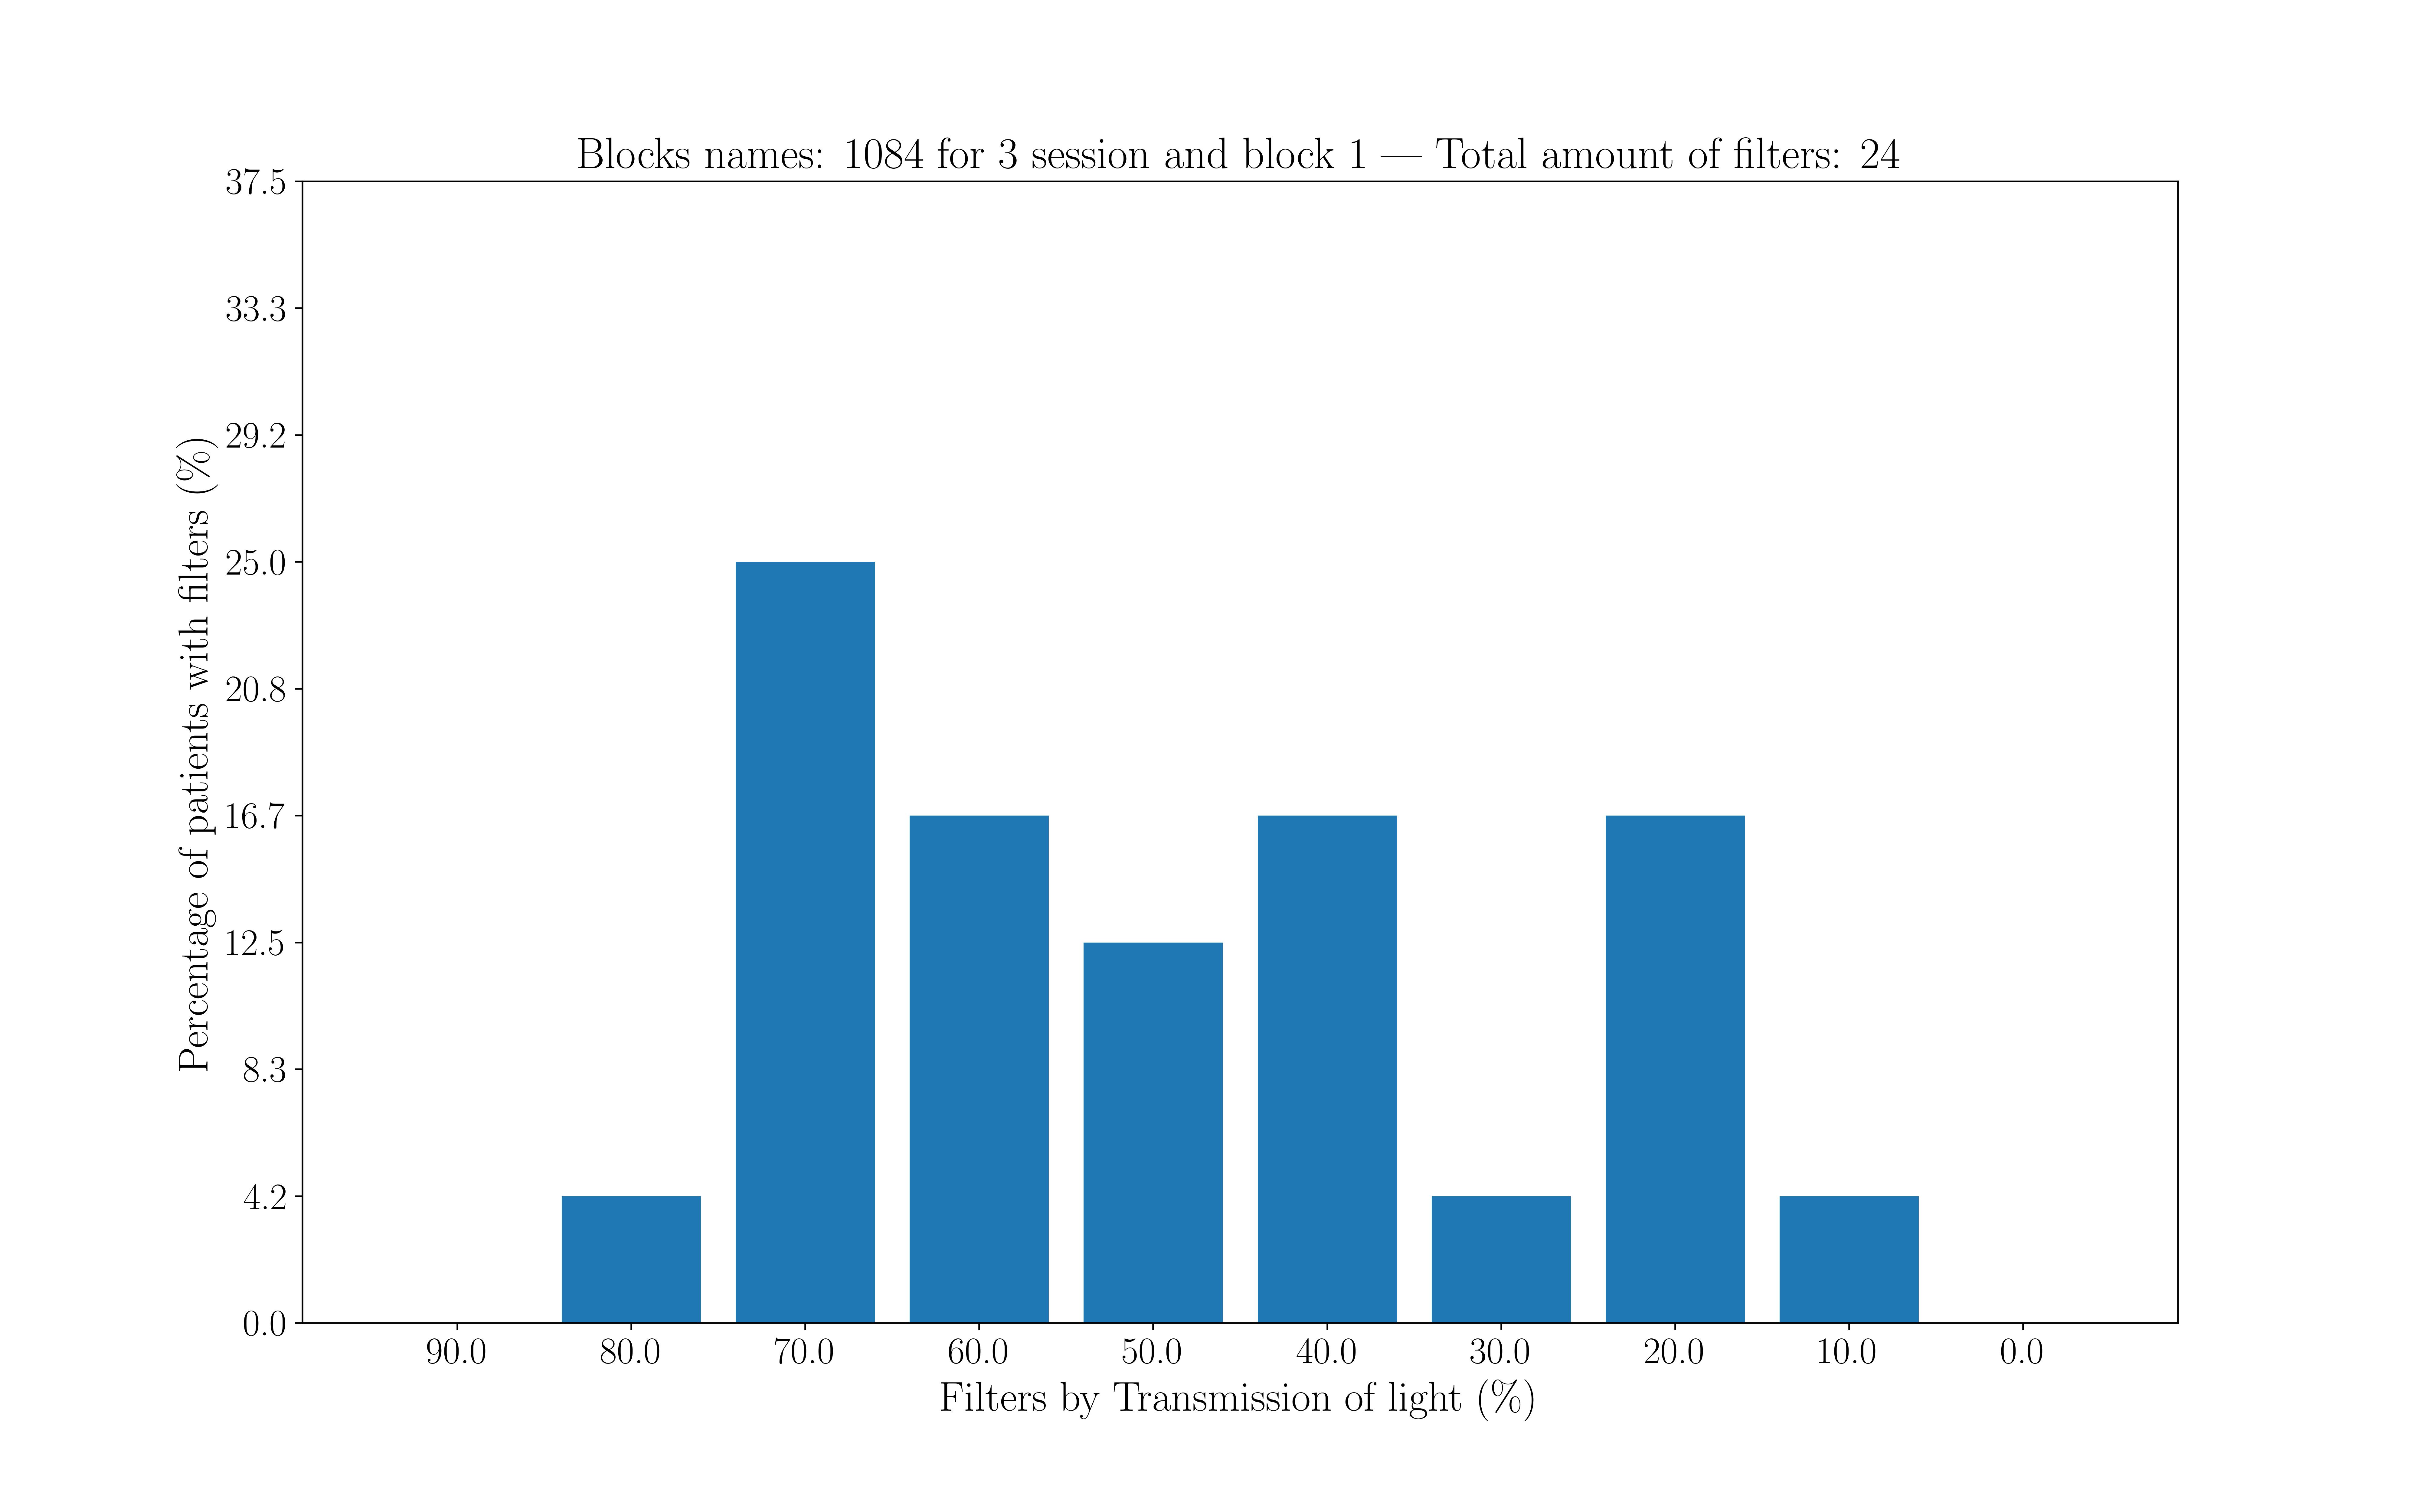 Blocks names: 1084 for 3 session and block 1 — Total amount of filters: 24
37.5
33.3
29.2
25.0
20.8
16.7
12.5
8.3
4.2
0.0
Percentage of patients with filters (%)
90.0 80.0 70.0 60.0 50.0 40.0 30.0 20.0 10.0 0.0
Filters by Transmission of light (%)